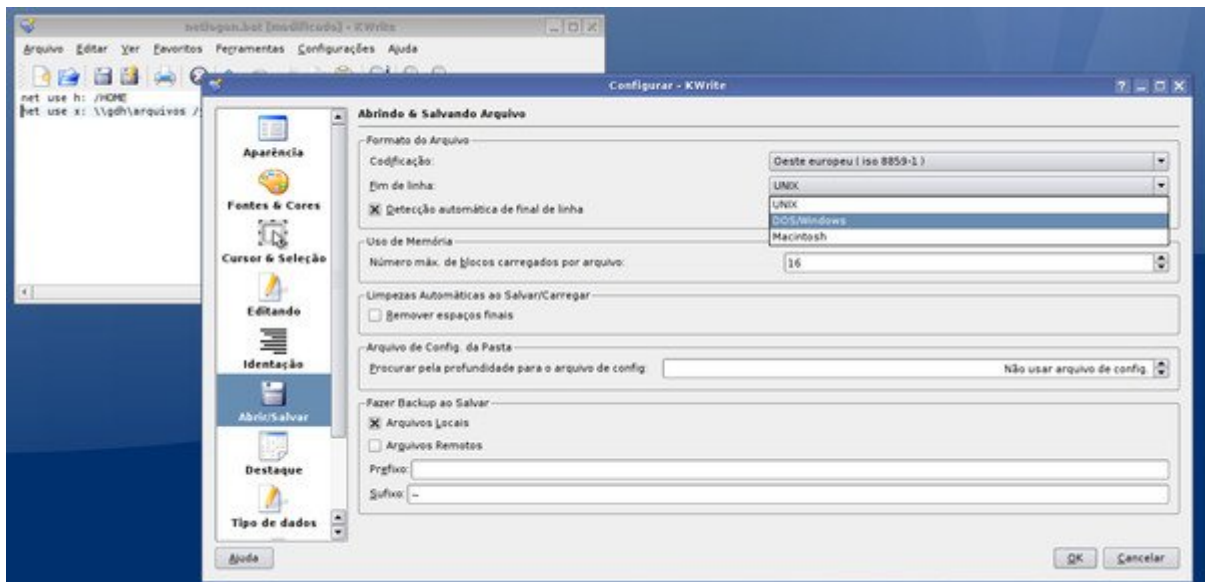 netlogon.bat [modificado] - KWrite
Arquivo Editar Ver Favoritos Ferramentas Configurações Ajuda
net use h: /HOME
net use x: \\gdh\arquivos /
Configurar - KWrite
Aparência
Fontes & Cores
Cursor & Seleção
Editando
Identação
Abrir/Salvar
Destaque
Tipo de dados
Abrindo & Salvando Arquivo
Formato do Arquivo
Codificação:
Oeste europeu ( iso 8859-1 )
Fim de linha:
UNIX
UNIX
DOS/Windows
Macintosh
Detecção automática de final de linha
Uso de Memória
Número máx. de blocos carregados por arquivo:
16
Limpezas Automáticas ao Salvar/Carregar
Remover espaços finais
Arquivo de Config. da Pasta
Procurar pela profundidade para o arquivo de config:
Não usar arquivo de config.
Fazer Backup ao Salvar
Arquivos Locais
Arquivos Remotos
Prefixo:
Sufixo: ~
Ajuda
OK
Cancelar